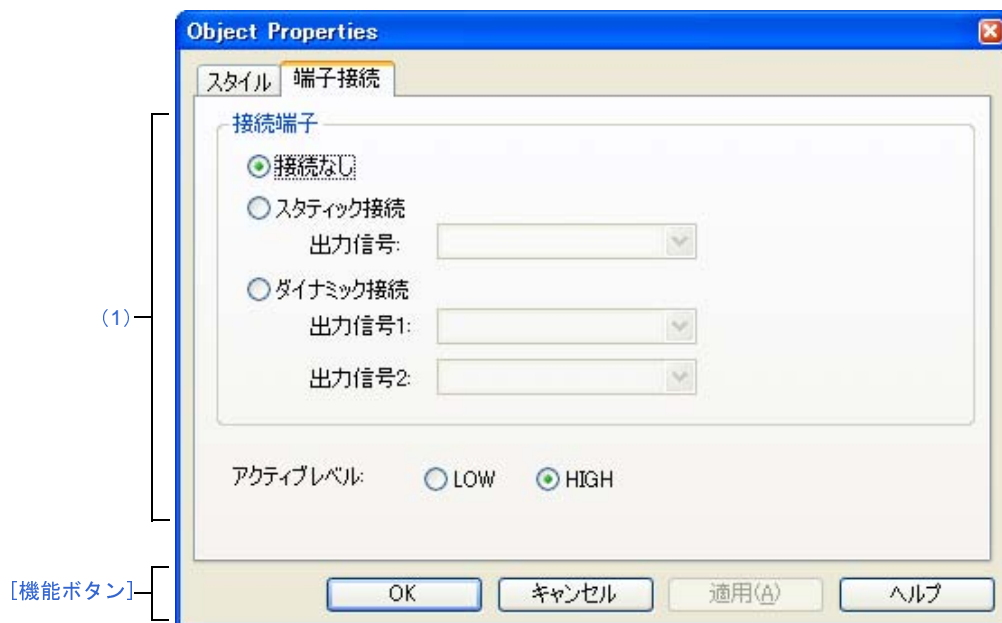 Object Properties
スタイル 端子接続
接続端子
接続なし
スタティック接続
出力信号:
ダイナミック接続
(1)
出力信号1:
出力信号2:
アクティブレベル: LOW HIGH
[機能ボタン]
OK キャンセル 適用(A) ヘルプ